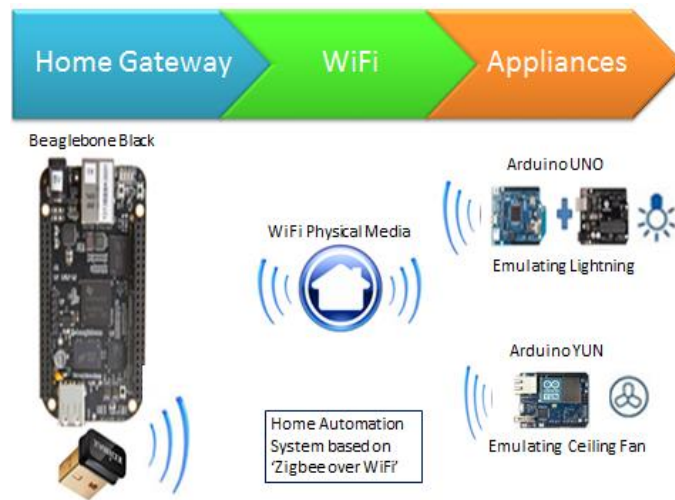 Home Gateway
WiFi
Appliances
Beaglebone Black
Arduino UNO
WiFi Physical Media
Emulating Lightning
Arduino YUN
Home Automation
System based on
‘Zigbee over WiFi’
Emulating Ceiling Fan
EDIMAX